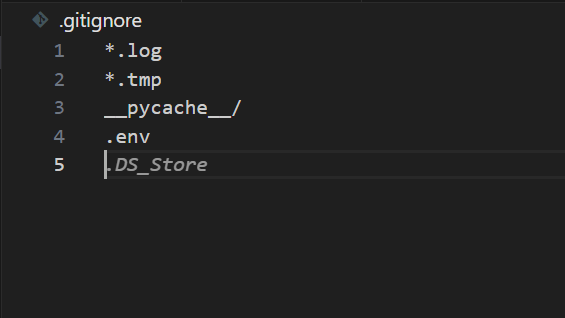 .gitignore
1 *.log
2 *.tmp
3 __pycache__/
4 .env
5 .DS_Store